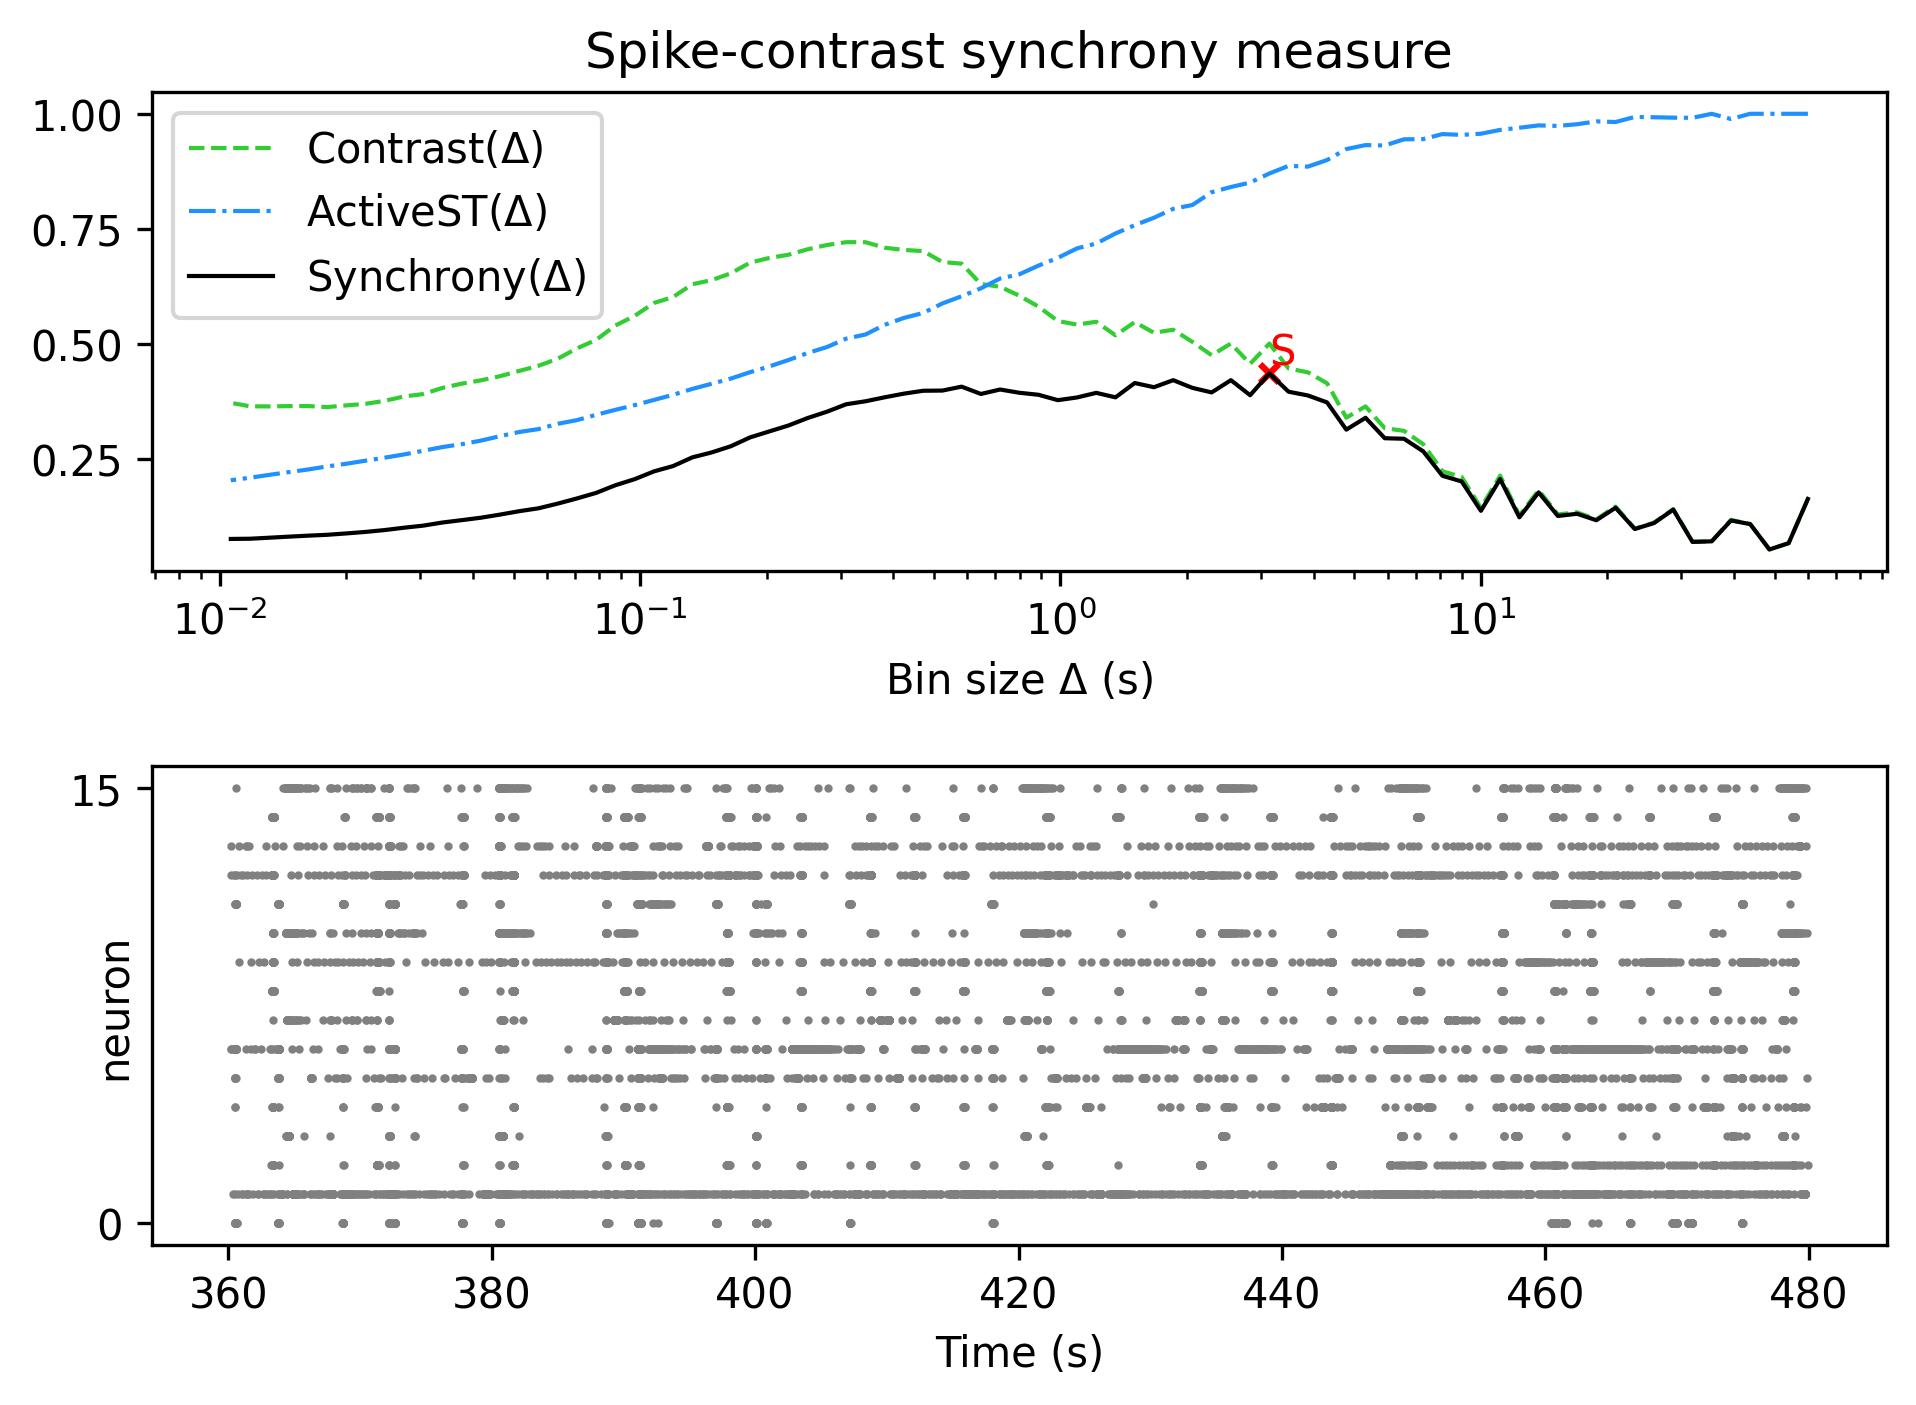 Spike-contrast synchrony measure
1.00
0.75
0.50
0.25
Contrast(Δ)
ActiveST(Δ)
Synchrony(Δ)
S
10⁻² 10⁻¹ 10⁰ 10¹
Bin size Δ (s)
15
0
neuron
360 380 400 420 440 460 480
Time (s)